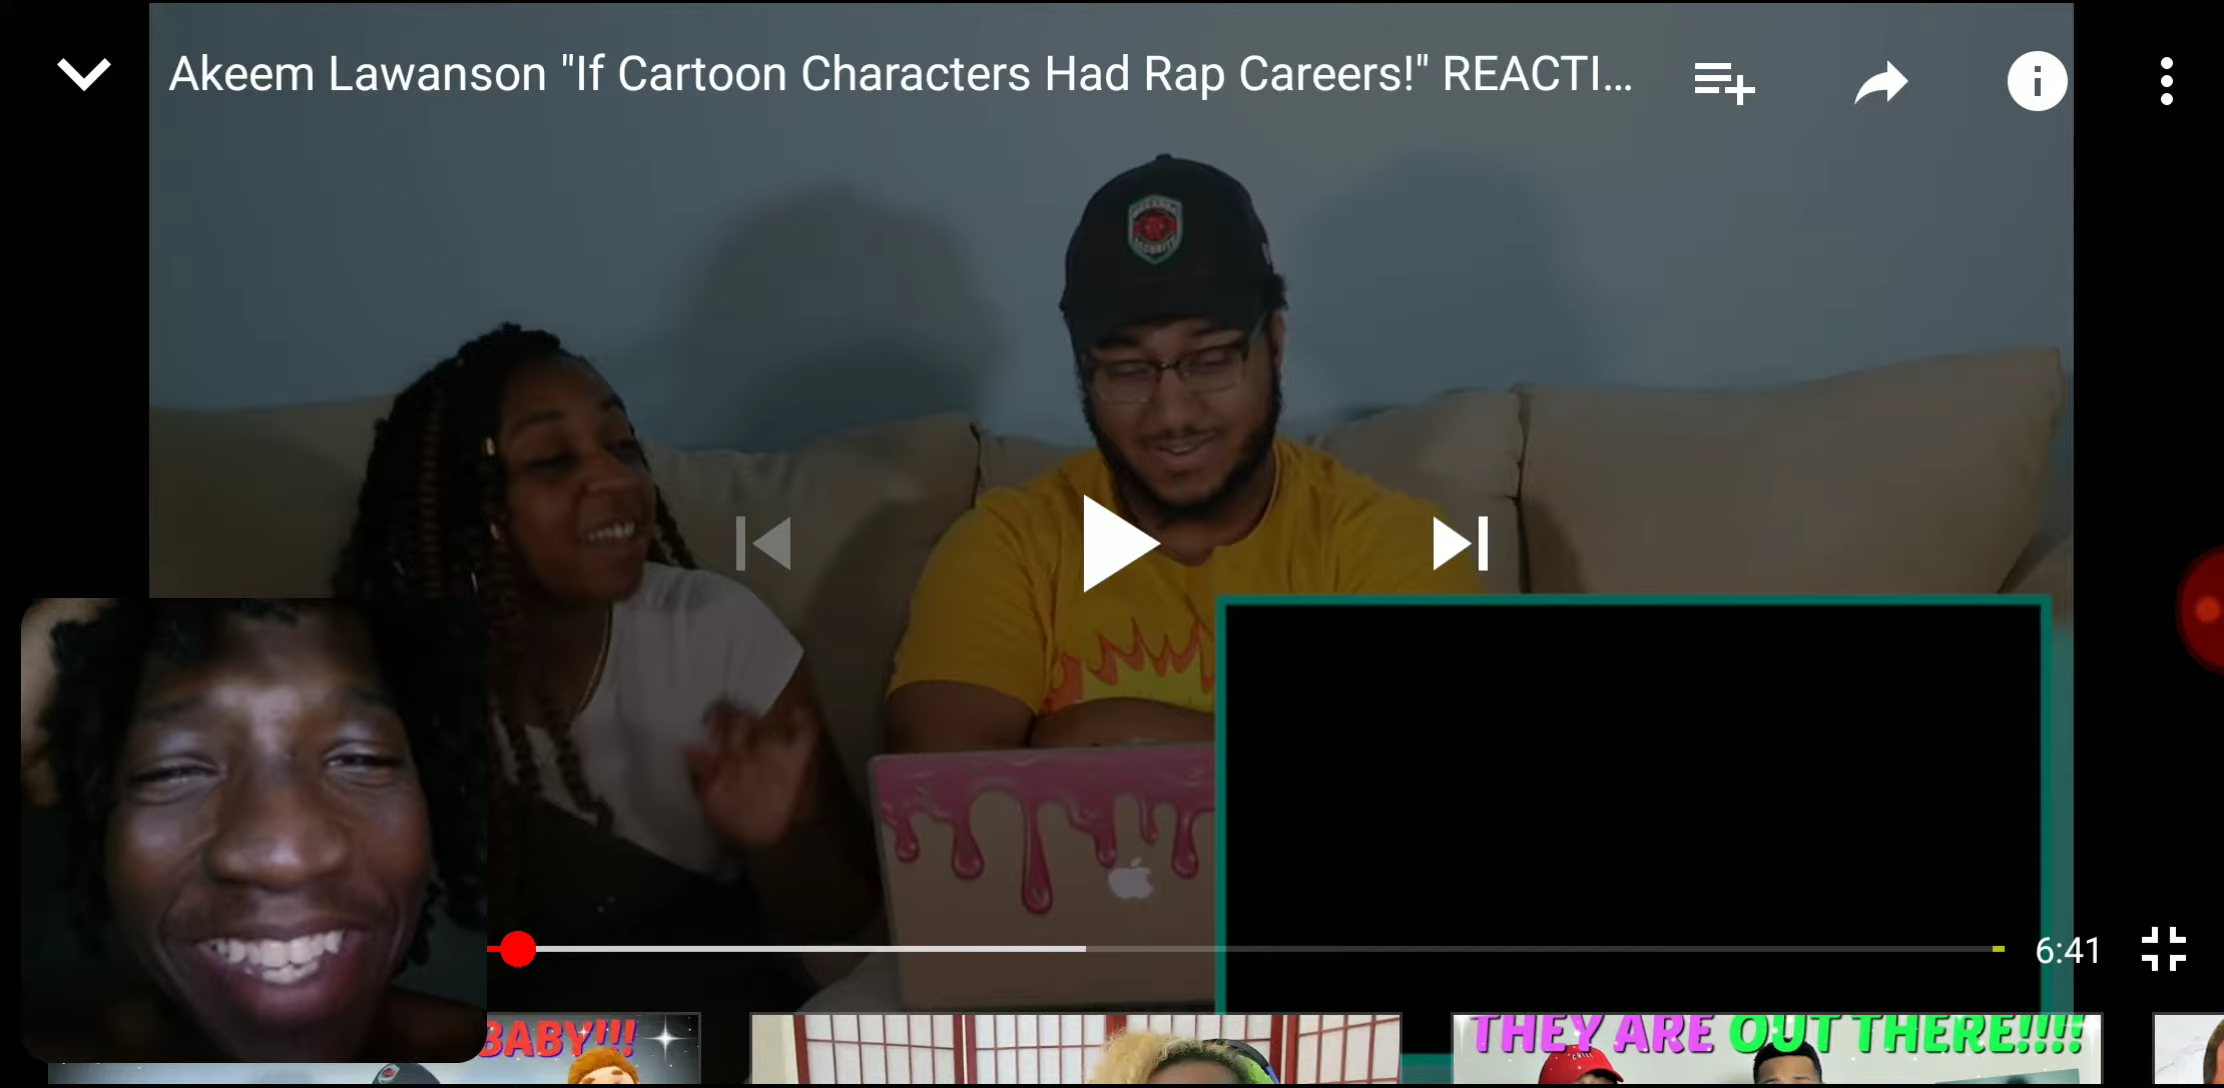 Akeem Lawanson "If Cartoon Characters Had Rap Careers!" REACTI...
6:41
BABY!!!
THEY ARE OUT THERE!!!!